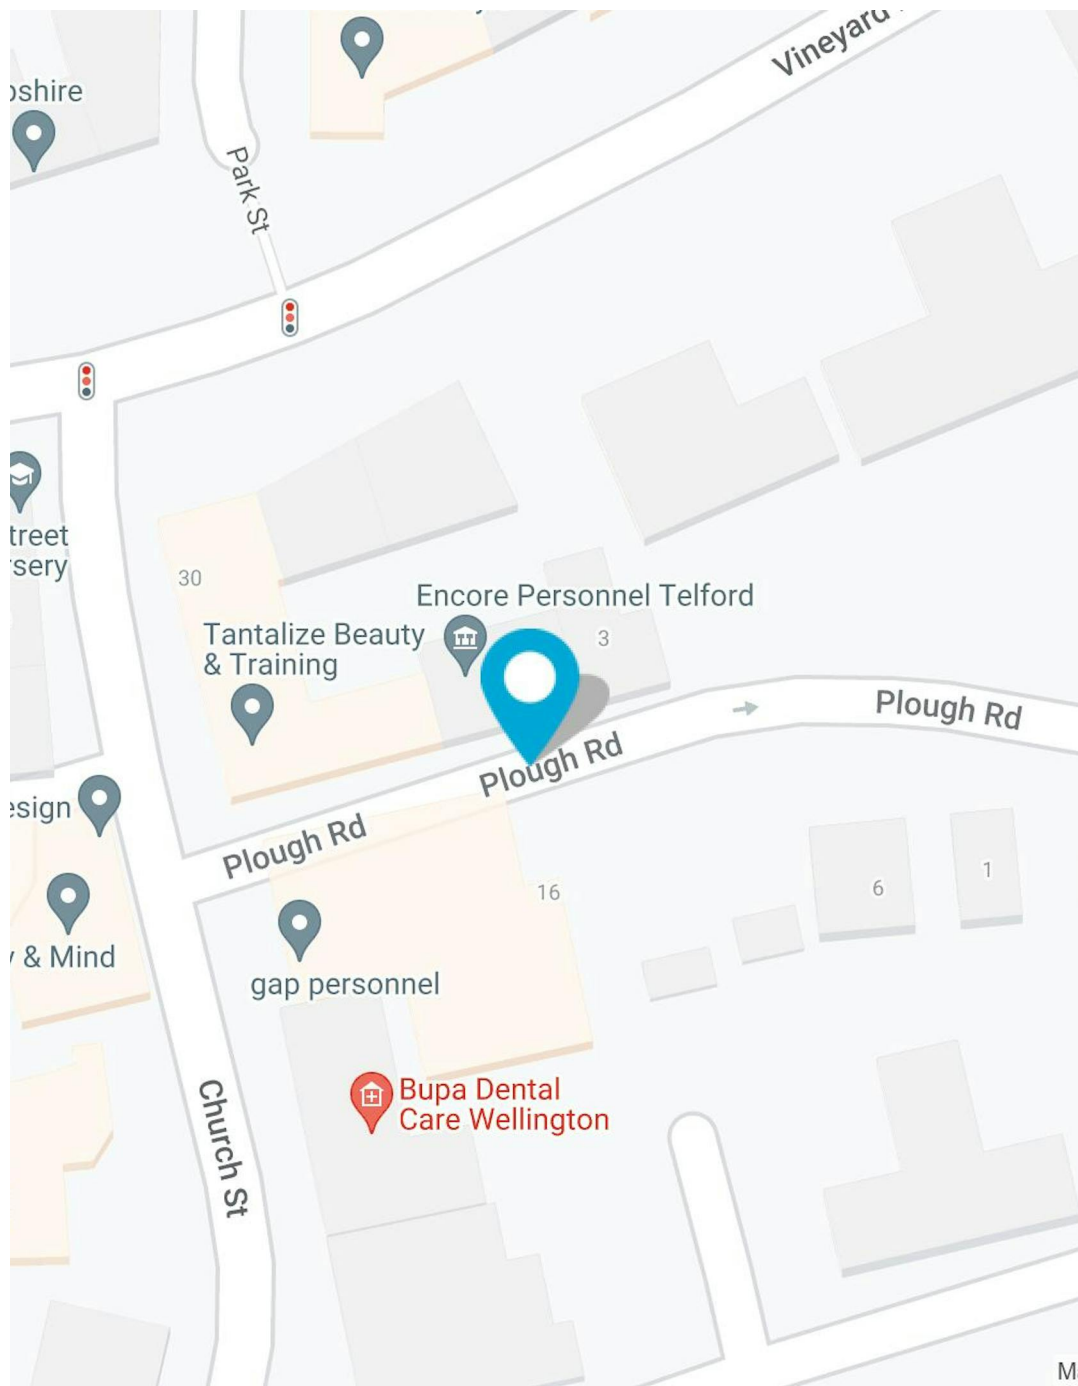 Vineyard
oshire
Park St
treet
sery
30
Encore Personnel Telford
3
Tantalize Beauty
& Training
Plough Rd
Plough Rd
Plough Rd
esign
16
6
1
& Mind
gap personnel
Bupa Dental
Care Wellington
Church St
M